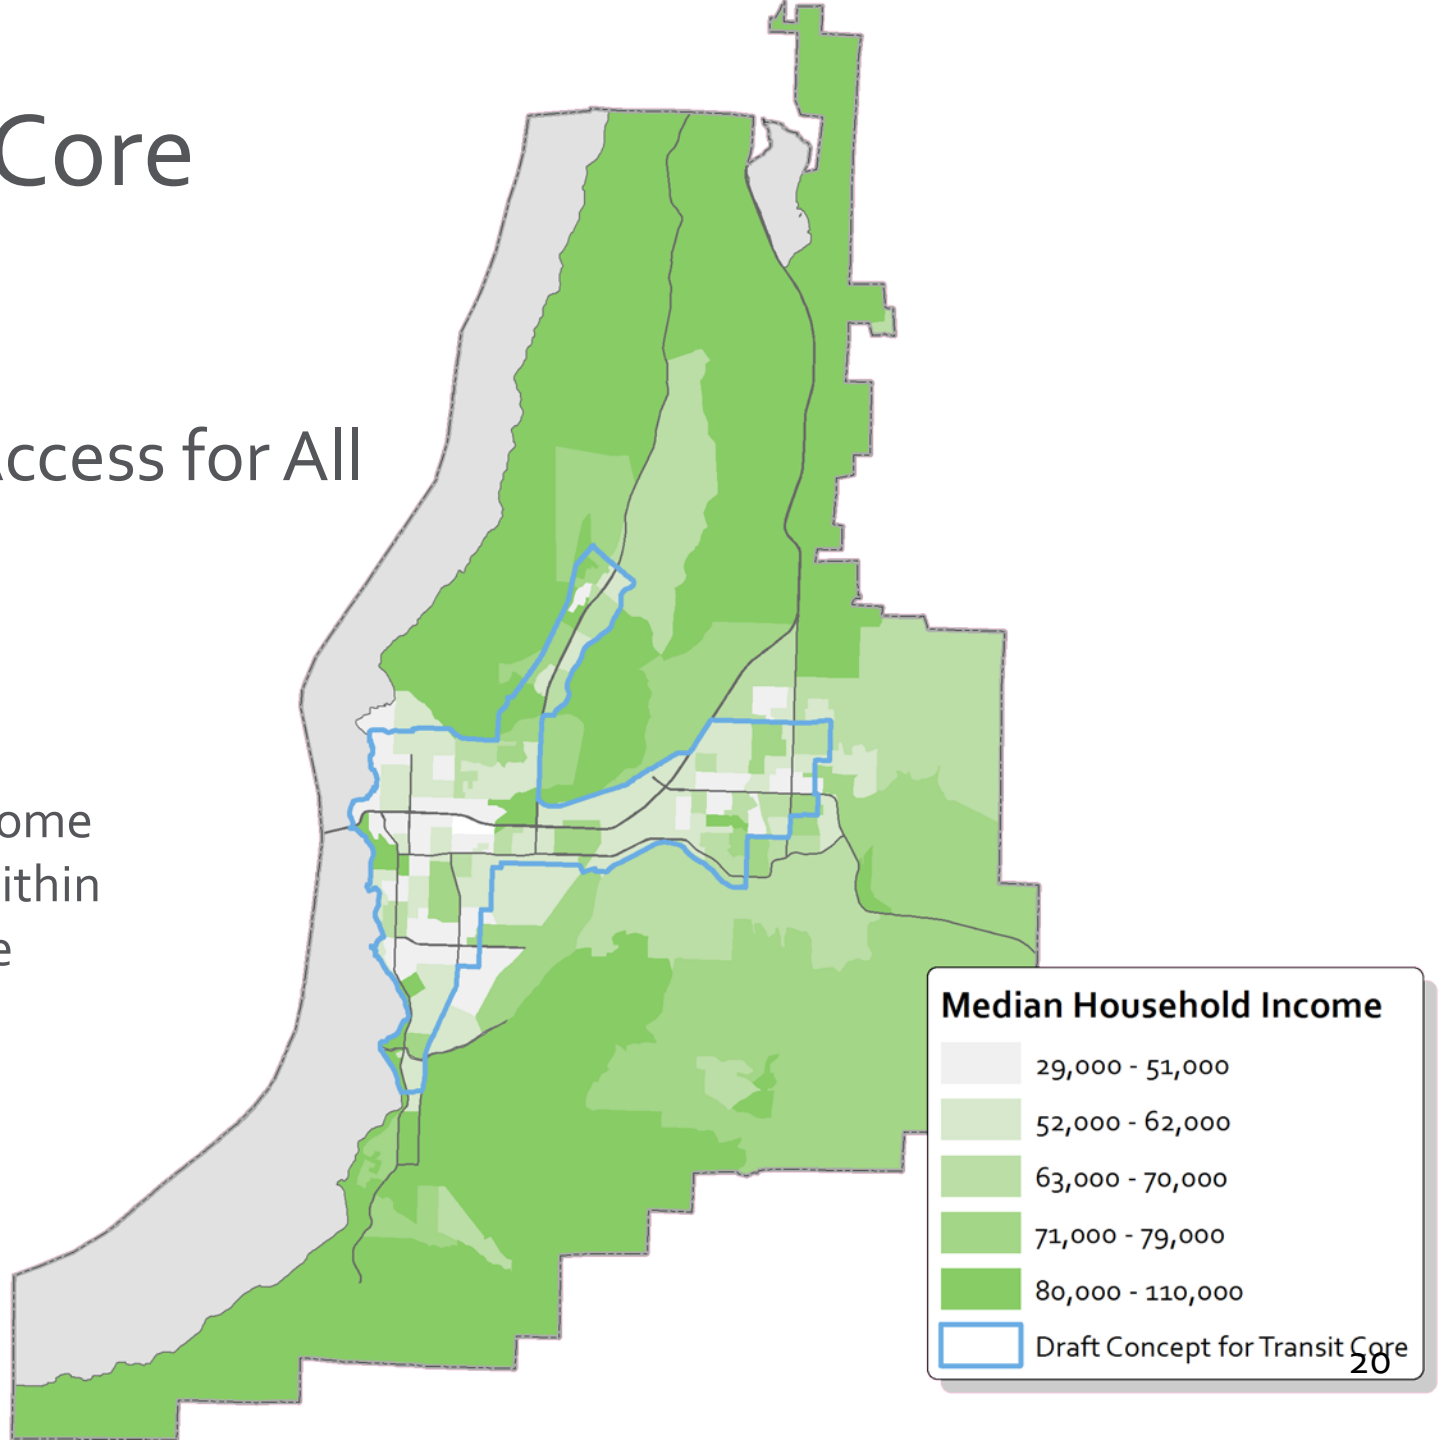 Core
ccess for All
ome
ithin
e
Median Household Income
29,000 - 51,000
52,000 - 62,000
63,000 - 70,000
71,000 - 79,000
80,000 - 110,000
Draft Concept for Transit Core
20